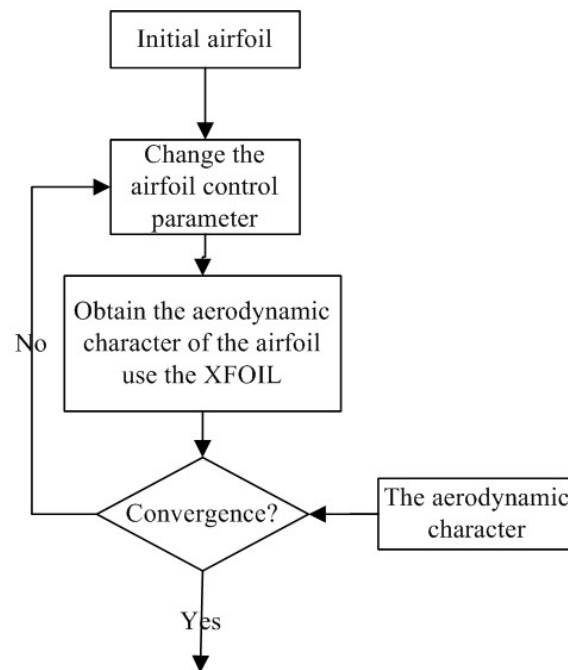 Initial airfoil
Change the
airfoil control
parameter
Obtain the aerodynamic
character of the airfoil
use the XFOIL
No
Convergence?
The aerodynamic
character
Yes